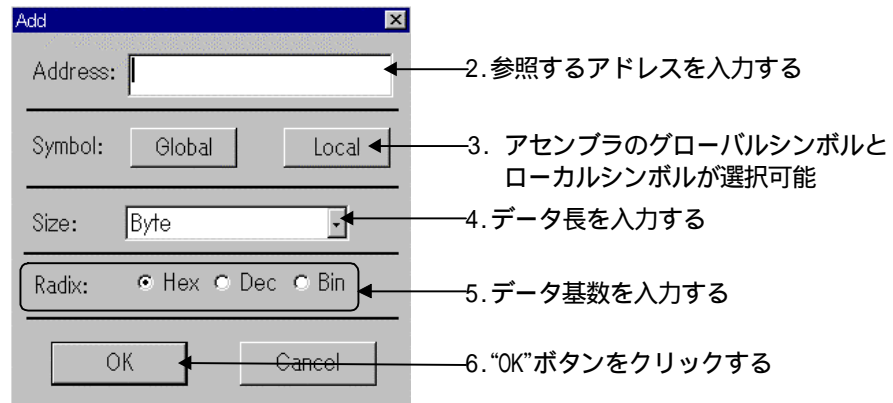 Add
Address:
2.参照するアドレスを入力する
Symbol: Global Local
3. アセンブラのグローバルシンボルと
ローカルシンボルが選択可能
Size: Byte
4.データ長を入力する
Radix: Hex Dec Bin
5.データ基数を入力する
OK Cancel
6.“OK”ボタンをクリックする